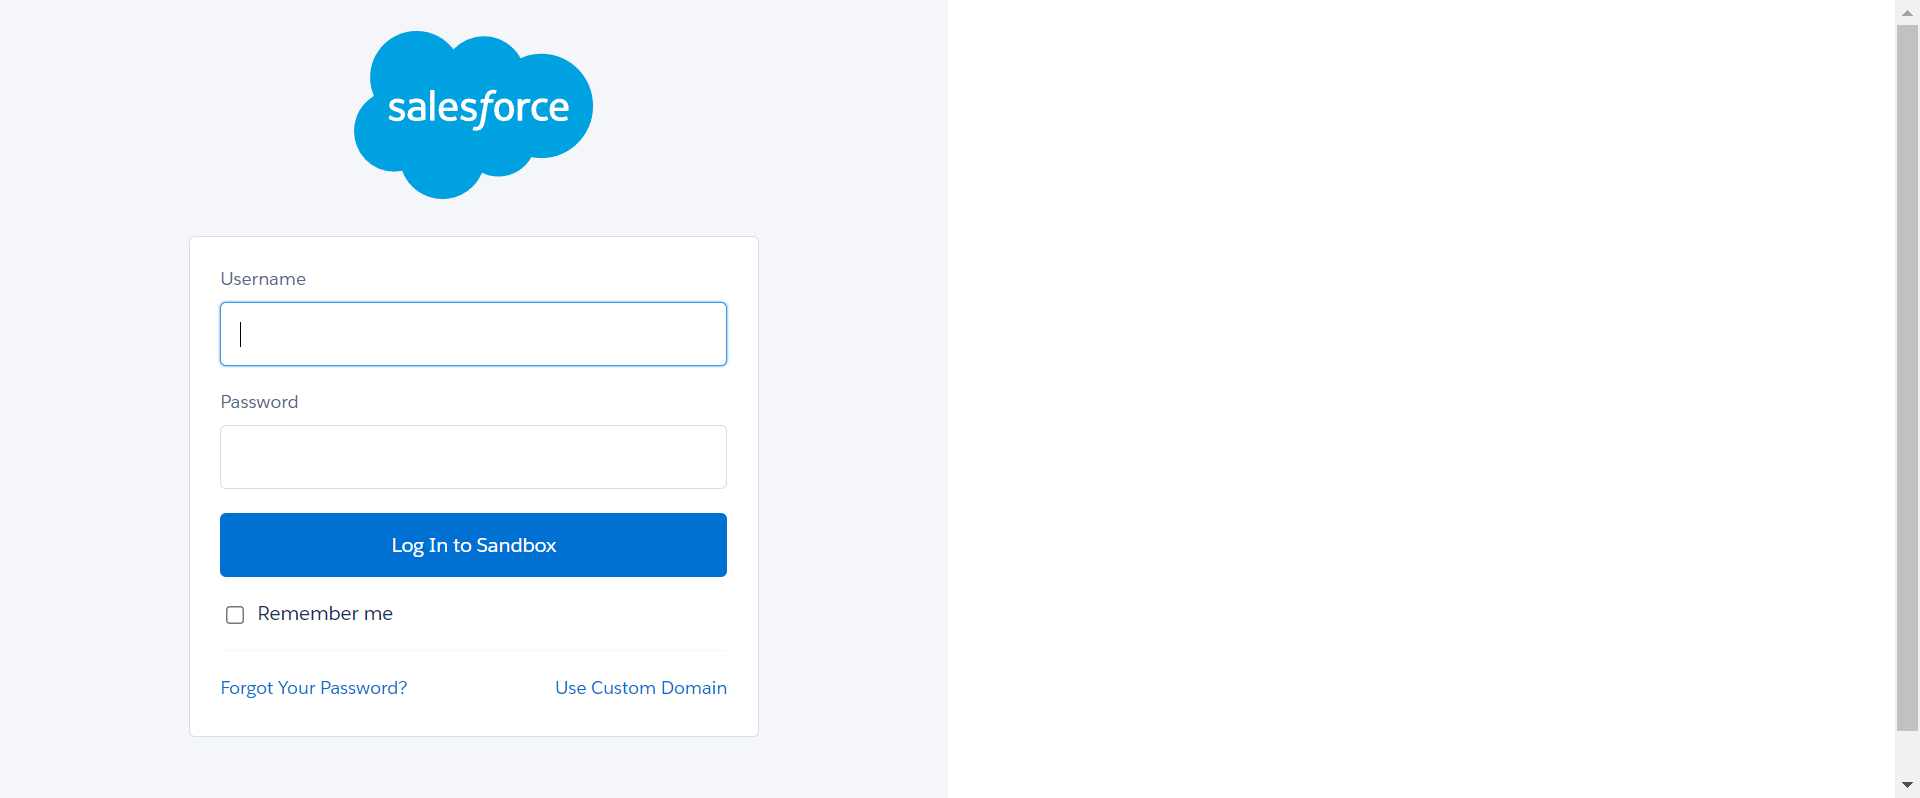 salesforce
Username
Password
Log In to Sandbox
Remember me
Forgot Your Password?
Use Custom Domain